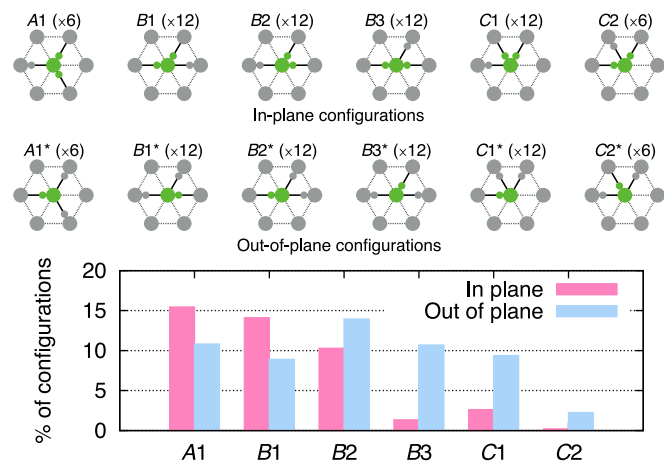 A1 (×6) B1 (×12) B2 (×12) B3 (×12) C1 (×12) C2 (×6)
In-plane configurations
A1* (×6) B1* (×12) B2* (×12) B3* (×12) C1* (×12) C2* (×6)
Out-of-plane configurations
% of configurations
20
15
10
5
0
In plane
Out of plane
A1 B1 B2 B3 C1 C2